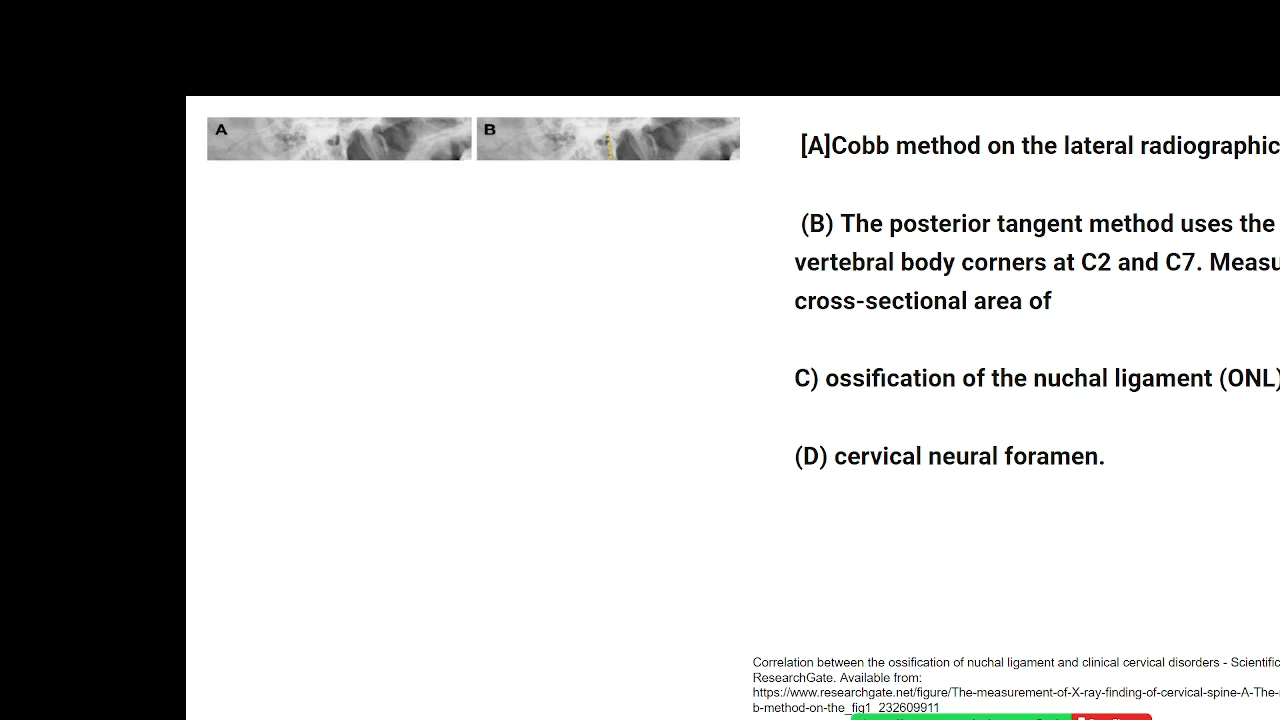 A
B
[A]Cobb method on the lateral radiographic
(B) The posterior tangent method uses the
vertebral body corners at C2 and C7. Measu
cross-sectional area of
C) ossification of the nuchal ligament (ONL)
(D) cervical neural foramen.
Correlation between the ossification of nuchal ligament and clinical cervical disorders - Scientific
ResearchGate. Available from:
https://www.researchgate.net/figure/The-measurement-of-X-ray-finding-of-cervical-spine-A-The-
b-method-on-the_fig1_232609911